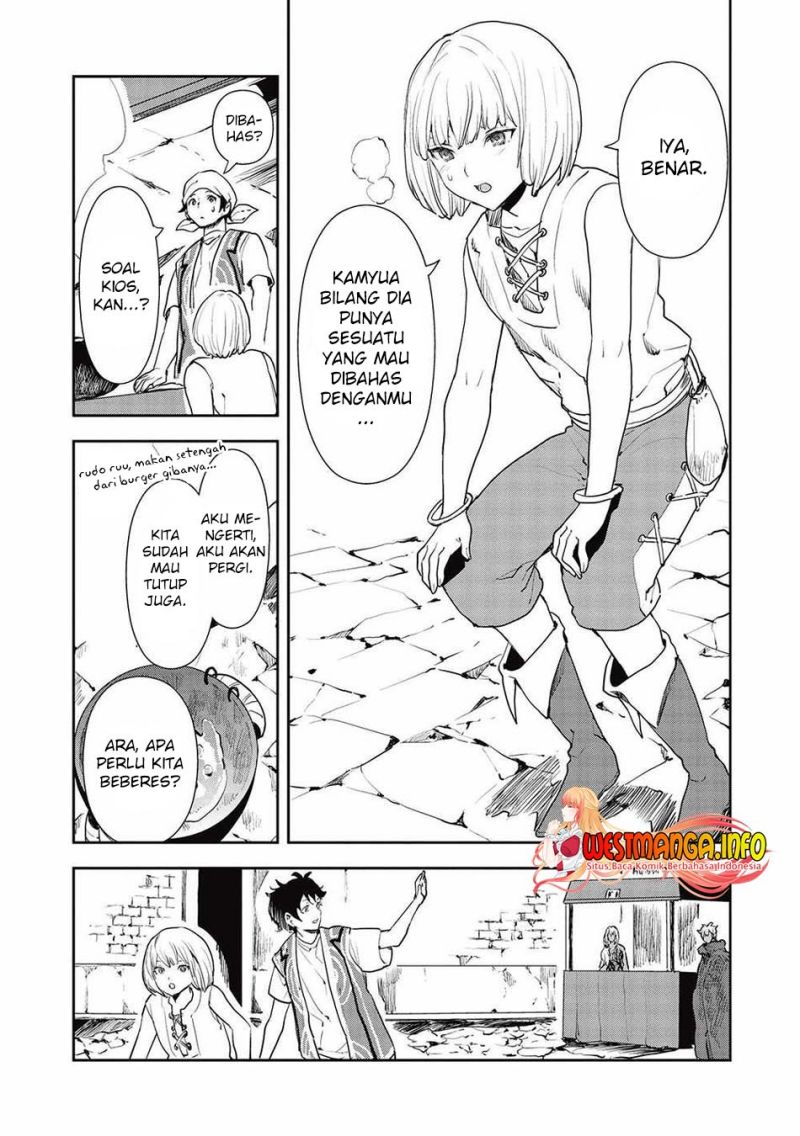 IYA,
BENAR.
KAMYUA
BILANG DIA
PUNYA
SESUATU
YANG MAU
DIBAHAS
DENGANMU
...
DIBA-
HAS?
SOAL
KIOS,
KAN...?
rudo ruu, makan setengah
dari burger gibanya...
AKU ME-
NGERTI,
AKU AKAN
PERGI.
KITA
SUDAH
MAU
TUTUP
JUGA.
ARA, APA
PERLU KITA
BEBERES?
WESTMANGA.INFO
Situs Baca Komik Berbahasa Indonesia